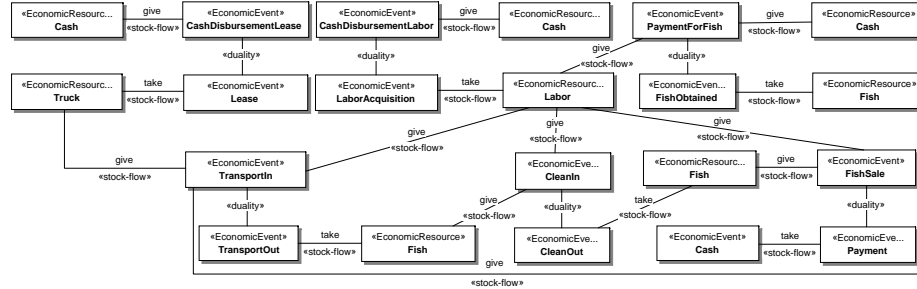 «EconomicResourc...
Cash
give
«stock-flow»
«EconomicEvent»
CashDisbursementLease
«EconomicEvent»
CashDisbursementLabor
give
«stock-flow»
«EconomicResource»
Cash
«EconomicEvent»
PaymentForFish
give
«stock-flow»
«EconomicResource»
Cash
«duality»
«duality»
give
«stock-flow»
«duality»
«EconomicResourc...
Truck
take
«stock-flow»
«EconomicEvent»
Lease
«EconomicEvent»
LaborAcquisition
take
«stock-flow»
«EconomicResourc...
Labor
«EconomicEven...
FishObtained
take
«stock-flow»
«EconomicResourc...
Fish
give
«stock-flow»
give
«stock-flow»
give
«stock-flow»
give
«stock-flow»
«EconomicEvent»
TransportIn
«EconomicEve...
CleanIn
«EconomicResourc...
Fish
give
«stock-flow»
«EconomicEvent»
FishSale
«duality»
give
«stock-flow»
«duality»
take
«stock-flow»
«duality»
«EconomicEvent»
TransportOut
take
«stock-flow»
«EconomicResource»
Fish
«EconomicEve...
CleanOut
«EconomicEvent»
Cash
take
«stock-flow»
«EconomicEve...
Payment
give
«stock-flow»